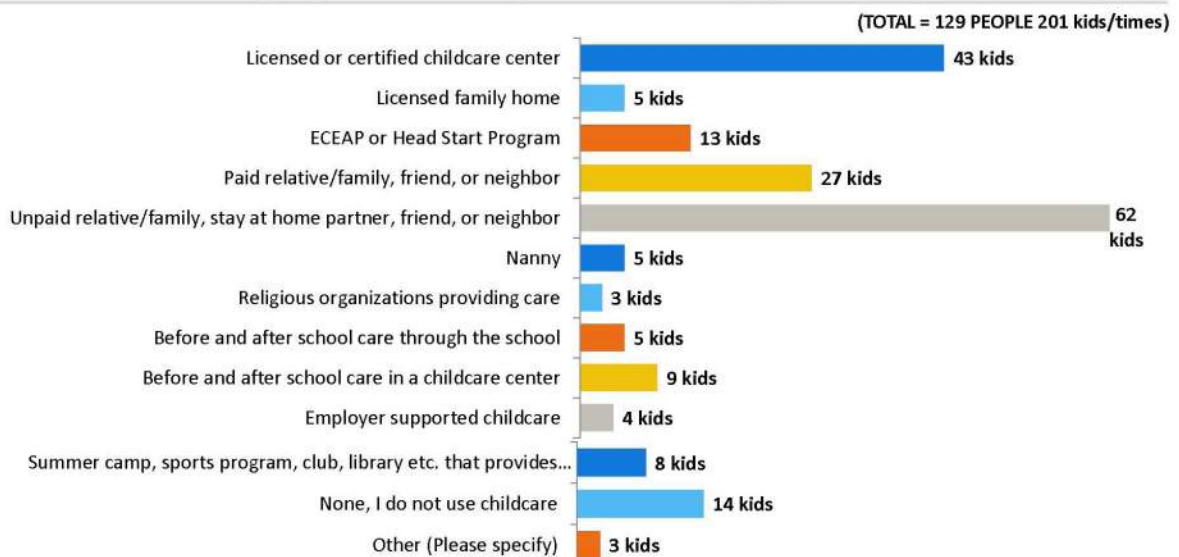 (TOTAL = 129 PEOPLE 201 kids/times)
Licensed or certified childcare center 43 kids
Licensed family home 5 kids
ECEAP or Head Start Program 13 kids
Paid relative/family, friend, or neighbor 27 kids
Unpaid relative/family, stay at home partner, friend, or neighbor 62
kids
Nanny 5 kids
Religious organizations providing care 3 kids
Before and after school care through the school 5 kids
Before and after school care in a childcare center 9 kids
Employer supported childcare 4 kids
Summer camp, sports program, club, library etc. that provides... 8 kids
None, I do not use childcare 14 kids
Other (Please specify) 3 kids